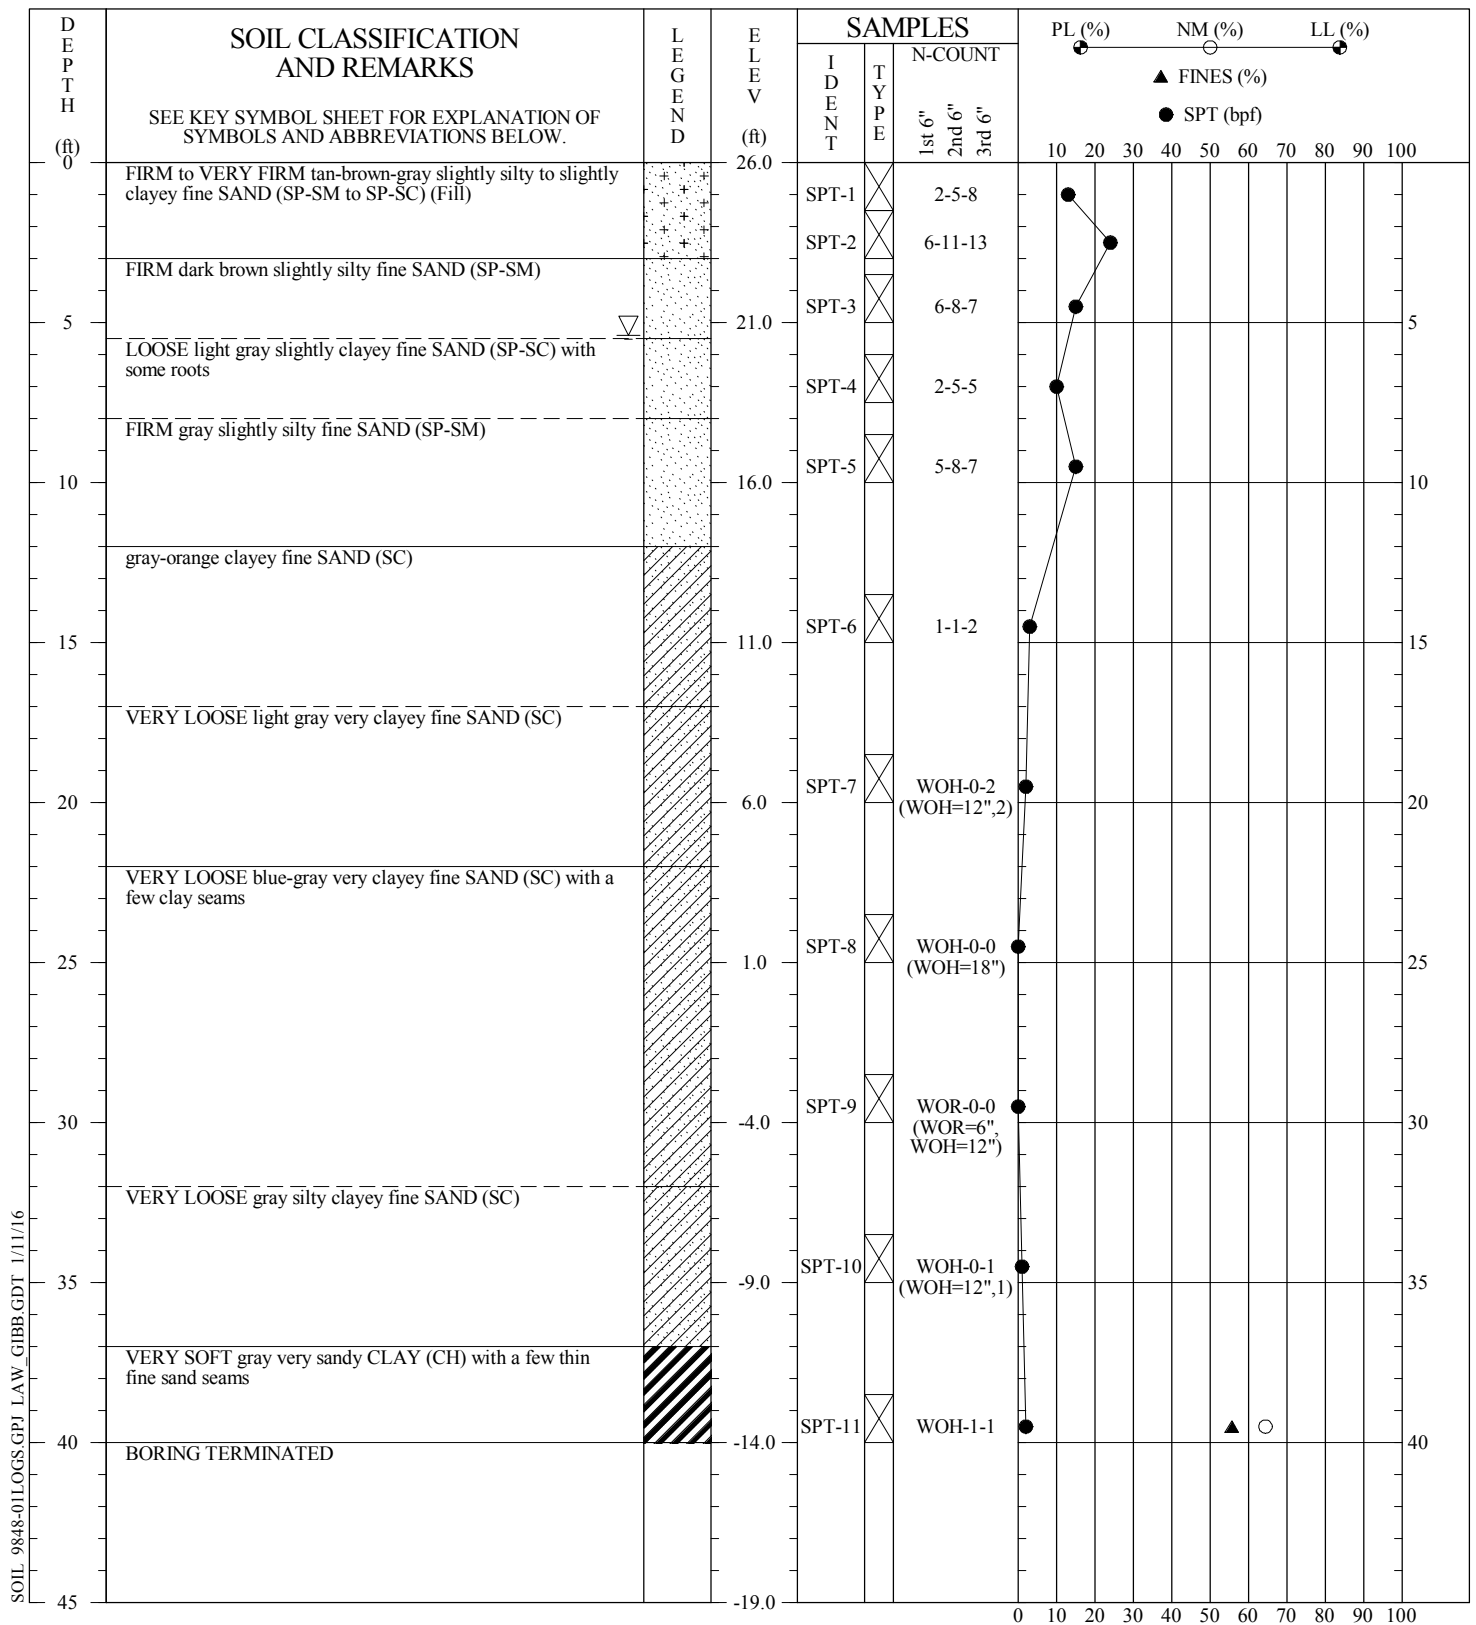 DEPTH
(ft)
SOIL CLASSIFICATION
AND REMARKS
SEE KEY SYMBOL SHEET FOR EXPLANATION OF
SYMBOLS AND ABBREVIATIONS BELOW.
LEGEND
ELEV
(ft)
SAMPLES
IDENT
TYPE
N-COUNT
1st 6"
2nd 6"
3rd 6"
PL (%) NM (%) LL (%)
FINES (%)
SPT (bpf)
10 20 30 40 50 60 70 80 90 100
0 26.0
FIRM to VERY FIRM tan-brown-gray slightly silty to slightly
clayey fine SAND (SP-SM to SP-SC) (Fill)
SPT-1 2-5-8
SPT-2 6-11-13
FIRM dark brown slightly silty fine SAND (SP-SM)
SPT-3 6-8-7
5 21.0 5
LOOSE light gray slightly clayey fine SAND (SP-SC) with
some roots
SPT-4 2-5-5
FIRM gray slightly silty fine SAND (SP-SM)
SPT-5 5-8-7
10 16.0 10
gray-orange clayey fine SAND (SC)
SPT-6 1-1-2
15 11.0 15
VERY LOOSE light gray very clayey fine SAND (SC)
SPT-7 WOH-0-2
20 6.0 (WOH=12",2) 20
VERY LOOSE blue-gray very clayey fine SAND (SC) with a
few clay seams
SPT-8 WOH-0-0
25 1.0 (WOH=18") 25
SPT-9 WOR-0-0
30 -4.0 (WOR=6", 30
WOH=12")
VERY LOOSE gray silty clayey fine SAND (SC)
SPT-10 WOH-0-1
35 -9.0 (WOH=12",1) 35
VERY SOFT gray very sandy CLAY (CH) with a few thin
fine sand seams
SPT-11 WOH-1-1
40 -14.0 40
BORING TERMINATED
45 -19.0
0 10 20 30 40 50 60 70 80 90 100
SOIL 9848-01LOGS.GPJ LAW_GIBB.GDT 1/11/16